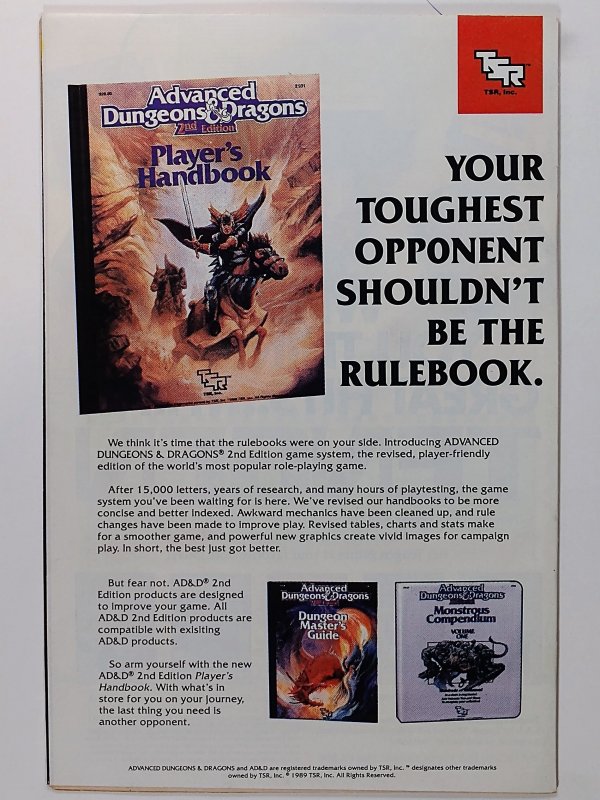 TSR™
TSR, Inc.
Advanced
Dungeons & Dragons
2nd Edition
Player's
Handbook
TSR
TSR, Inc.
YOUR
TOUGHEST
OPPONENT
SHOULDN'T
BE THE
RULEBOOK.
We think it's time that the rulebooks were on your side. Introducing ADVANCED
DUNGEONS & DRAGONS® 2nd Edition game system, the revised, player-friendly
edition of the world's most popular role-playing game.
After 15,000 letters, years of research, and many hours of playtesting, the game
system you've been waiting for is here. We've revised our handbooks to be more
concise and better indexed. Awkward mechanics have been cleaned up, and rule
changes have been made to improve play. Revised tables, charts and stats make
for a smoother game, and powerful new graphics create vivid images for campaign
play. In short, the best just got better.
But fear not. AD&D® 2nd
Edition products are designed
to improve your game. All
AD&D 2nd Edition products are
compatible with exisiting
AD&D products.
So arm yourself with the new
AD&D® 2nd Edition Player's
Handbook. With what's in
store for you on your journey,
the last thing you need is
another opponent.
Advanced
Dungeons & Dragons
Dungeon
Master's
Guide
Advanced
Dungeons & Dragons
Monstrous
Compendium
VOLUME
ONE
TSR
ADVANCED DUNGEONS & DRAGONS and AD&D are registered trademarks owned by TSR, Inc. ™ designates other trademarks
owned by TSR, Inc. © 1989 TSR, Inc. All Rights Reserved.